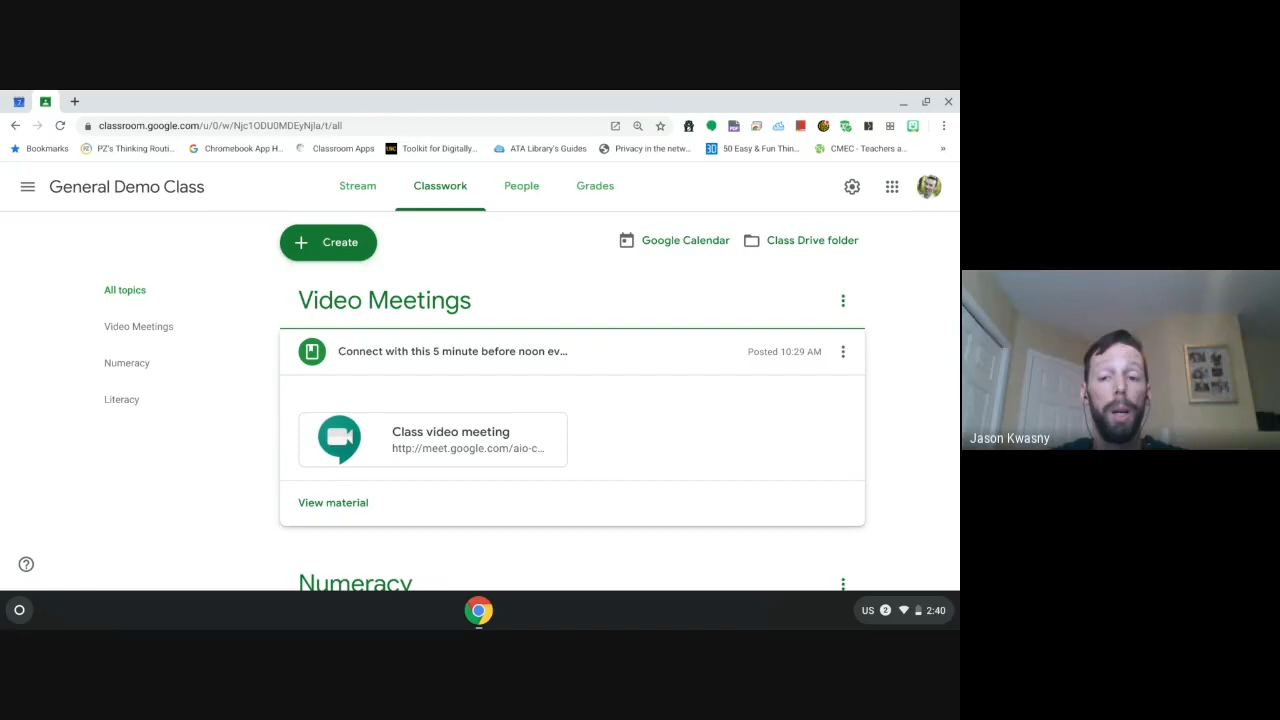 classroom.google.com/u/0/w/Njc1ODU0MDEyNjla/t/all
Bookmarks PZ's Thinking Routi... Chromebook App H... Classroom Apps Toolkit for Digitally... ATA Library's Guides Privacy in the netw... 30 50 Easy & Fun Thin... CMEC - Teachers a... »
General Demo Class Stream Classwork People Grades
Create Google Calendar Class Drive folder
All topics
Video Meetings
Numeracy
Literacy
Video Meetings
Connect with this 5 minute before noon ev... Posted 10:29 AM
Class video meeting
http://meet.google.com/aio-c...
View material
Numeracy
US 2 2:40
Jason Kwasny